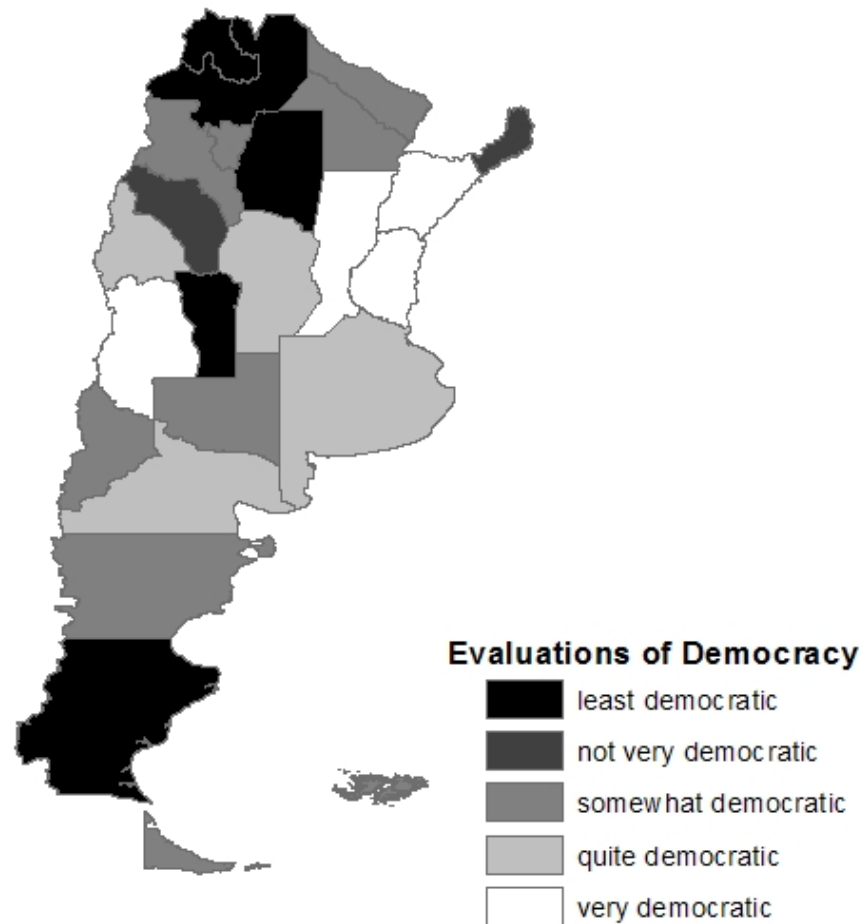 Evaluations of Democracy
least democratic
not very democratic
somewhat democratic
quite democratic
very democratic